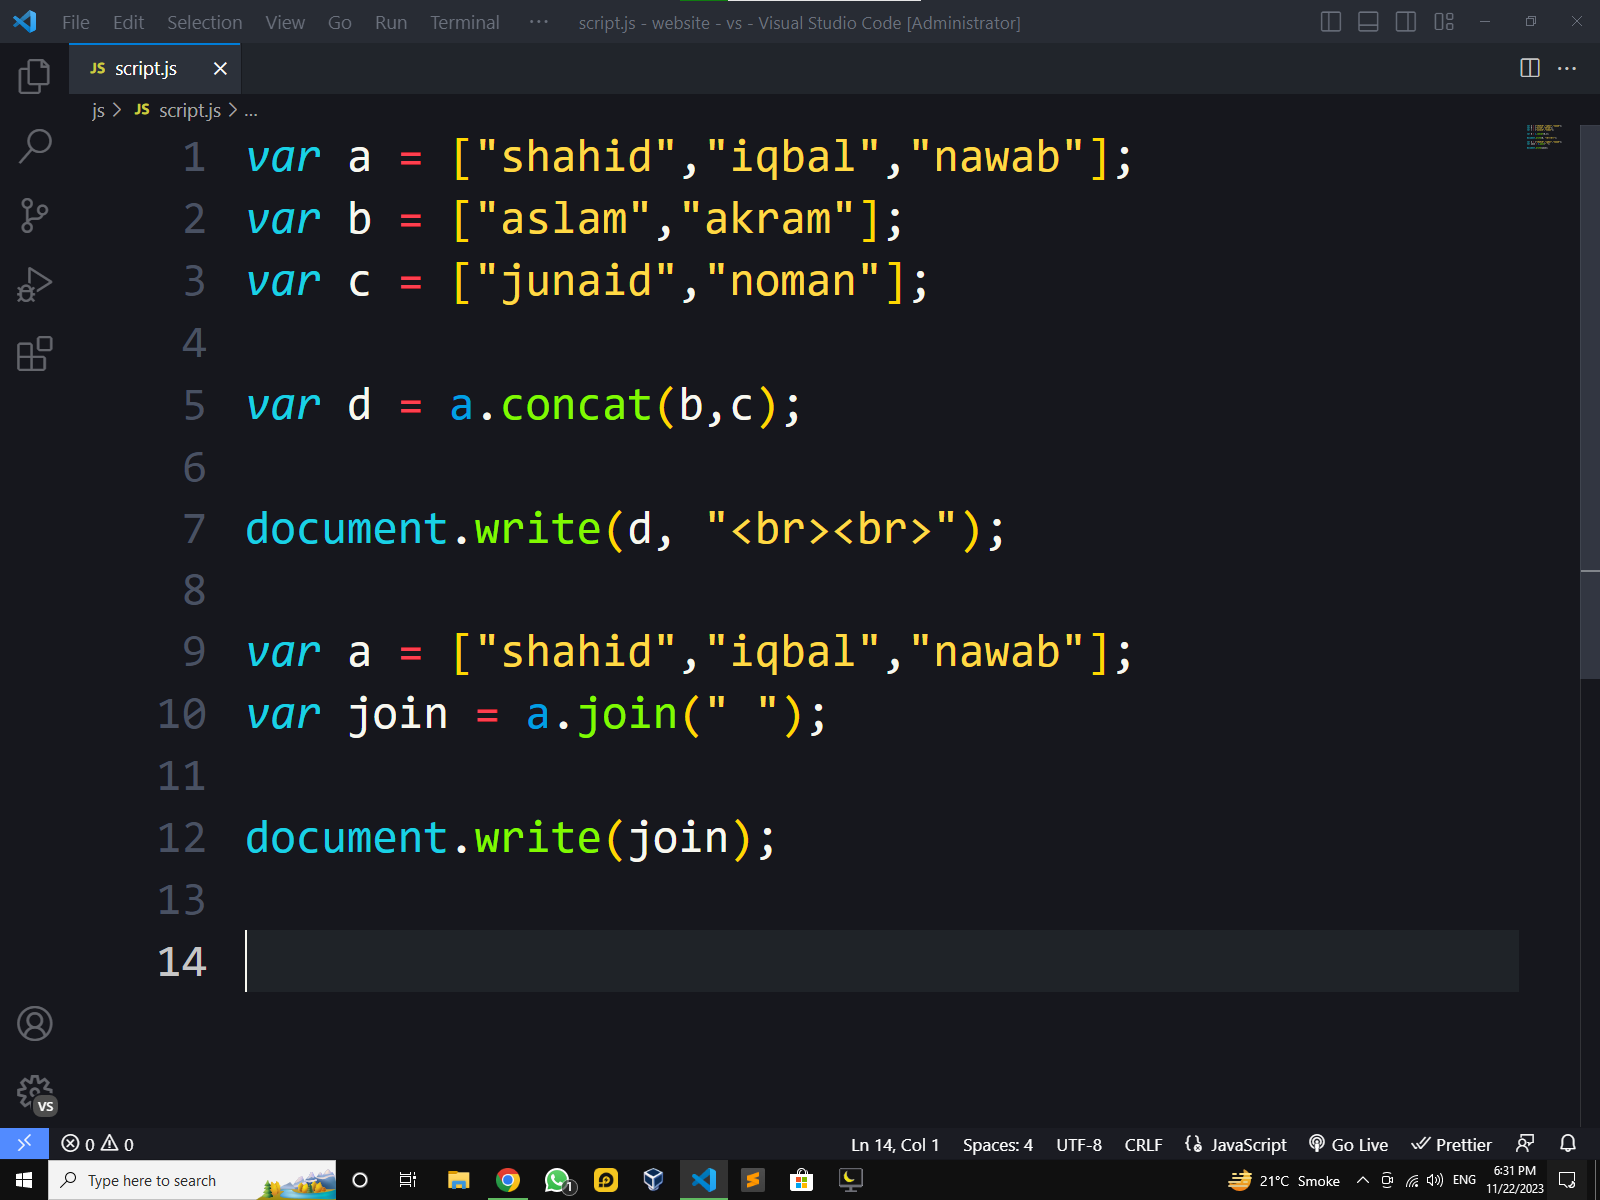 File Edit Selection View Go Run Terminal ··· script.js - website - vs - Visual Studio Code [Administrator]
JS script.js
js > JS script.js > ...
1 var a = ["shahid","iqbal","nawab"];
2 var b = ["aslam","akram"];
3 var c = ["junaid","noman"];
4
5 var d = a.concat(b,c);
6
7 document.write(d, "<br><br>");
8
9 var a = ["shahid","iqbal","nawab"];
10 var join = a.join(" ");
11
12 document.write(join);
13
14
VS
0 0 Ln 14, Col 1 Spaces: 4 UTF-8 CRLF {} JavaScript Go Live Prettier
Type here to search 1 21°C Smoke ENG 6:31 PM
11/22/2023